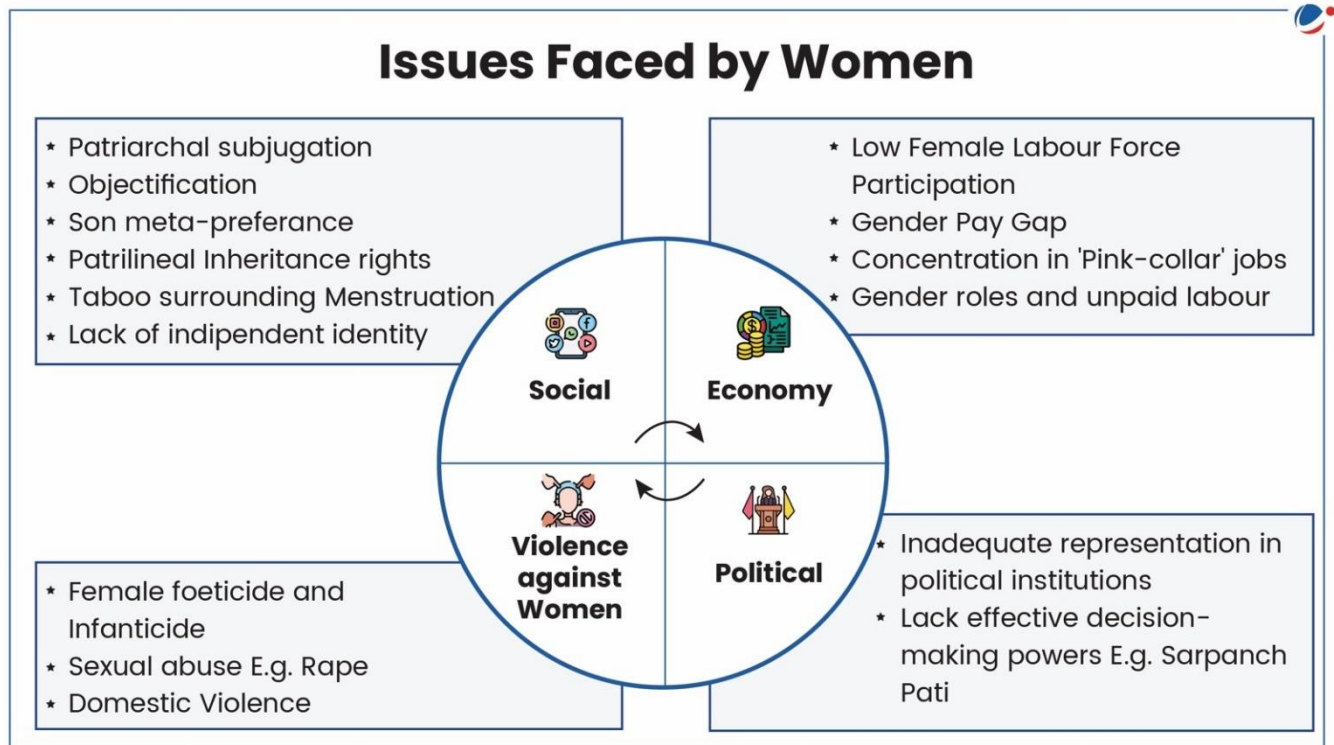 Issues Faced by Women
★ Patriarchal subjugation
★ Objectification
★ Son meta-preferance
★ Patrilineal Inheritance rights
★ Taboo surrounding Menstruation
★ Lack of indipendent identity
★ Low Female Labour Force
Participation
★ Gender Pay Gap
★ Concentration in 'Pink-collar' jobs
★ Gender roles and unpaid labour
Social
Economy
Violence
against
Women
Political
★ Female foeticide and
Infanticide
★ Sexual abuse E.g. Rape
★ Domestic Violence
★ Inadequate representation in
political institutions
★ Lack effective decision-
making powers E.g. Sarpanch
Pati